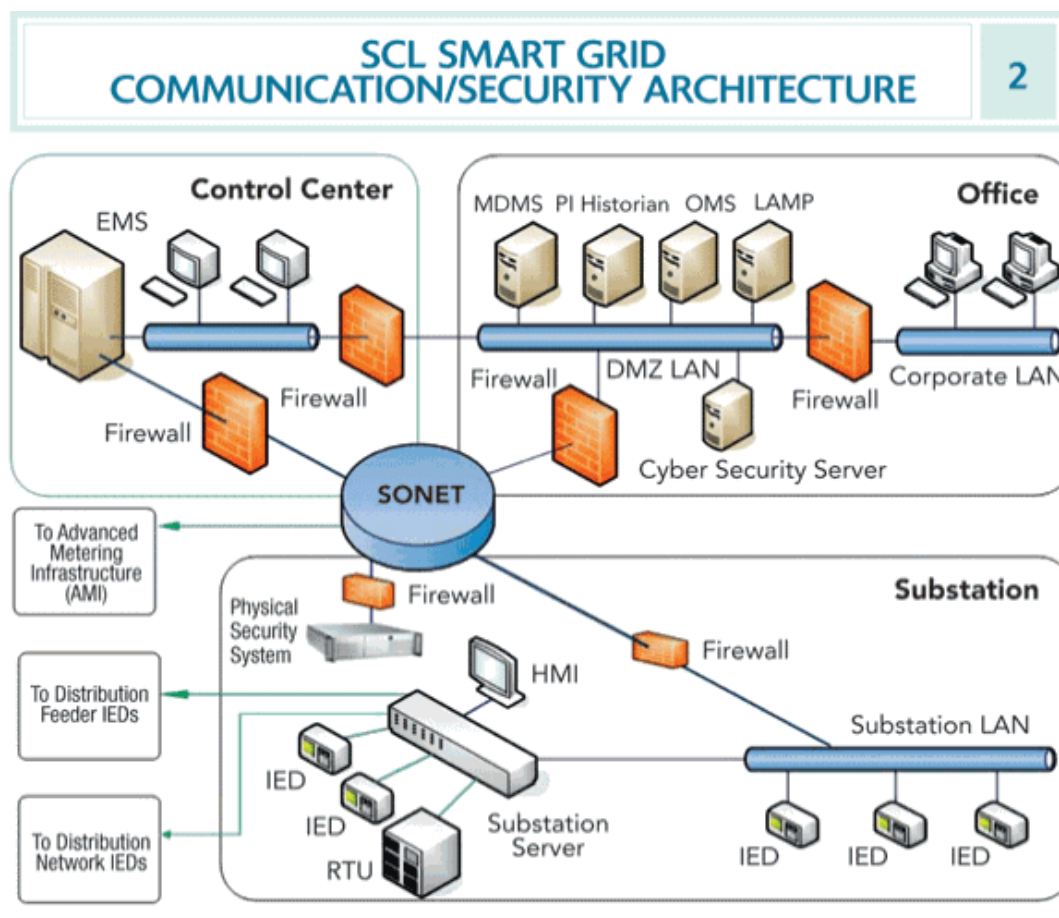 SCL SMART GRID
COMMUNICATION/SECURITY ARCHITECTURE
2
Control Center
EMS
Firewall
Firewall
Office
MDMS
PI Historian
OMS
LAMP
Firewall
DMZ LAN
Firewall
Corporate LAN
Cyber Security Server
SONET
To Advanced
Metering
Infrastructure
(AMI)
Substation
Firewall
Physical
Security
System
Firewall
HMI
To Distribution
Feeder IEDs
Substation LAN
IED
IED
RTU
Substation
Server
IED
IED
IED
To Distribution
Network IEDs